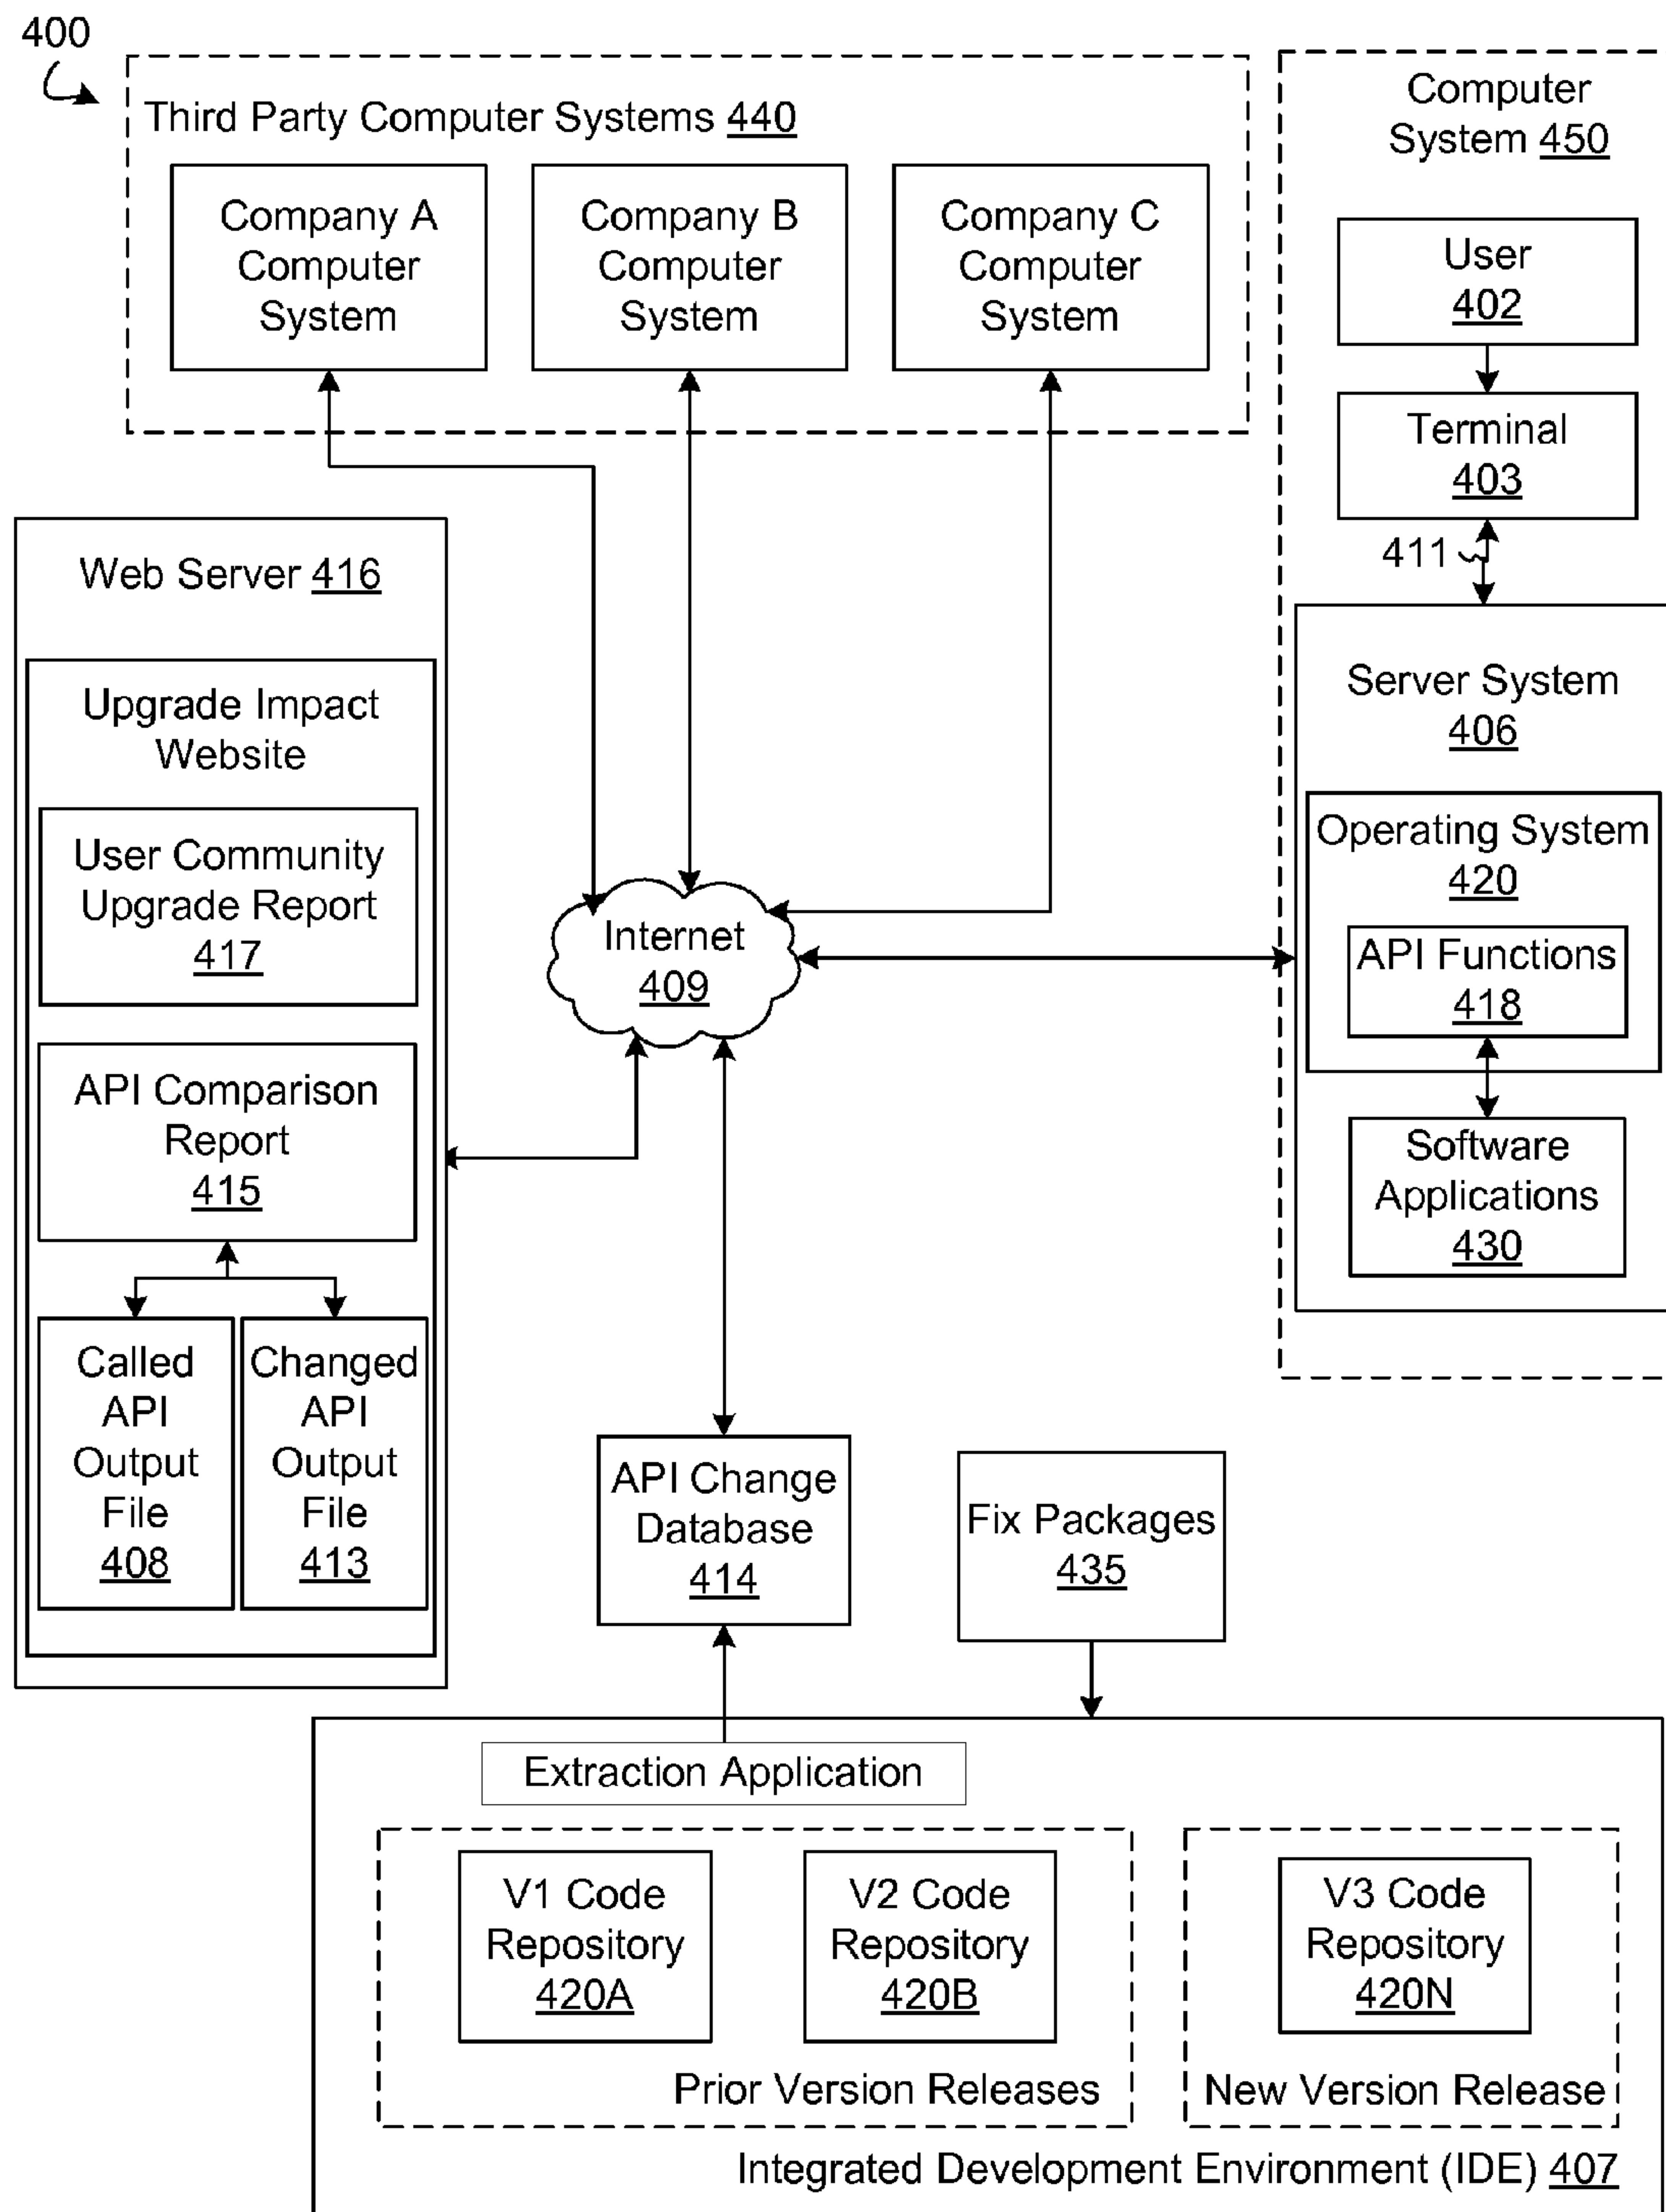 400
Third Party Computer Systems 440
Company A
Computer
System
Company B
Computer
System
Company C
Computer
System
Computer
System 450
User
402
Terminal
403
411
Server System
406
Operating System
420
API Functions
418
Software
Applications
430
Web Server 416
Upgrade Impact
Website
User Community
Upgrade Report
417
API Comparison
Report
415
Called
API
Output
File
408
Changed
API
Output
File
413
Internet
409
API Change
Database
414
Fix Packages
435
Extraction Application
V1 Code
Repository
420A
V2 Code
Repository
420B
Prior Version Releases
V3 Code
Repository
420N
New Version Release
Integrated Development Environment (IDE) 407